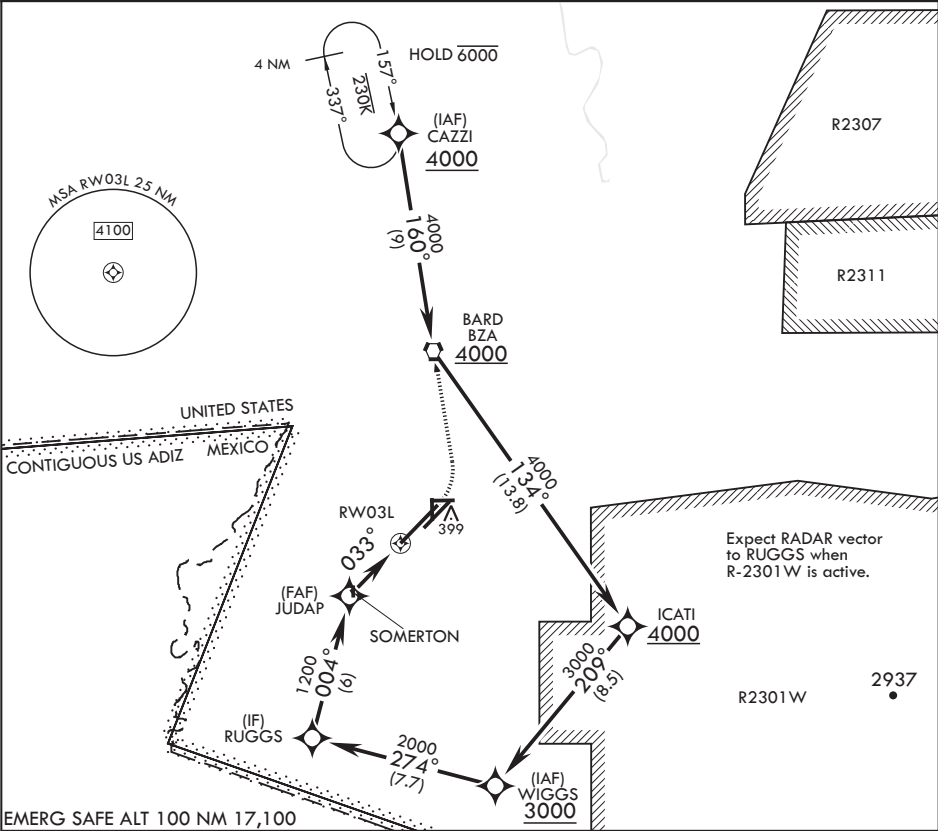 4 NM
HOLD 6000
157°
230K
337°
(IAF)
CAZZI
4000
R2307
MSA RW03L 25 NM
4100
4000
160°
(9)
R2311
BARD
BZA
4000
UNITED STATES
CONTIGUOUS US ADIZ
MEXICO
4000
134°
(13.8)
RW03L
399
033°
Expect RADAR vector
to RUGGS when
R-2301W is active.
(FAF)
JUDAP
SOMERTON
ICATI
4000
1200
004°
(6)
3000
209°
(8.5)
R2301W
2937
(IF)
RUGGS
2000
274°
(7.7)
(IAF)
WIGGS
3000
EMERG SAFE ALT 100 NM 17,100